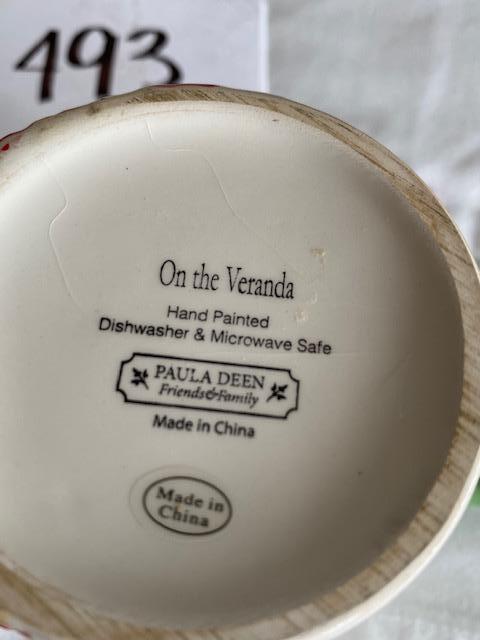 493
On the Veranda
Hand Painted
Dishwasher & Microwave Safe
PAULA DEEN
Friends&Family
Made in China
Made in
China